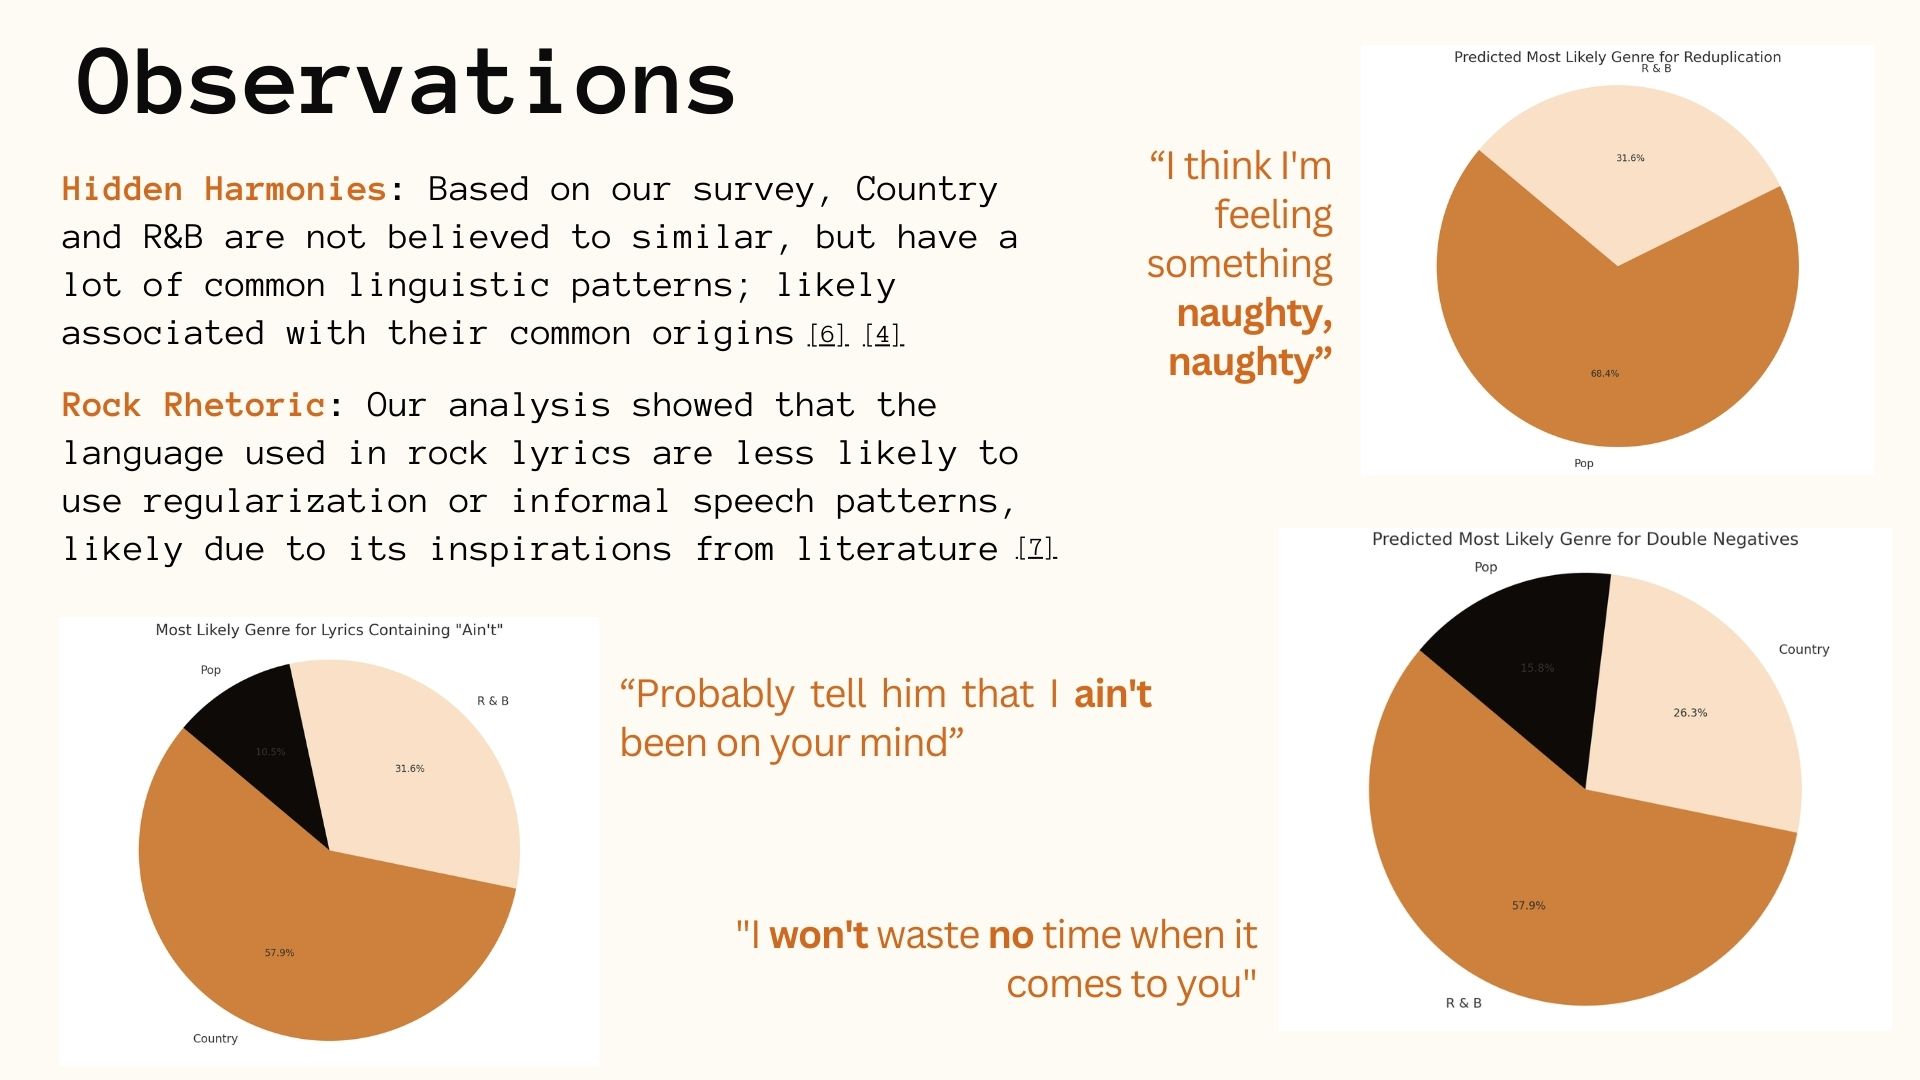 Observations
Hidden Harmonies: Based on our survey, Country
and R&B are not believed to similar, but have a
lot of common linguistic patterns; likely
associated with their common origins [6] [4]
Rock Rhetoric: Our analysis showed that the
language used in rock lyrics are less likely to
use regularization or informal speech patterns,
likely due to its inspirations from literature [7]
Predicted Most Likely Genre for Reduplication
R & B
31.6%
68.4%
Pop
“I think I'm
feeling
something
naughty,
naughty”
Most Likely Genre for Lyrics Containing "Ain't"
Pop
R & B
10.5%
31.6%
57.9%
Country
“Probably tell him that I ain't
been on your mind”
"I won't waste no time when it
comes to you"
Predicted Most Likely Genre for Double Negatives
Pop
Country
15.8%
26.3%
57.9%
R & B